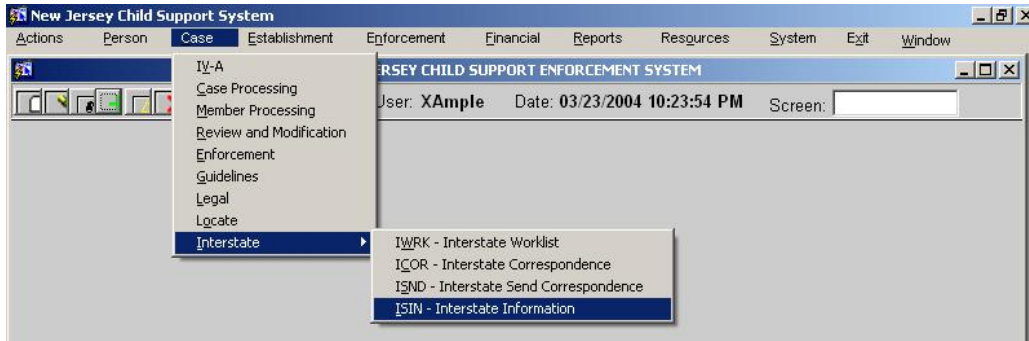 New Jersey Child Support System
Actions Person Case Establishment Enforcement Financial Reports Resources System Exit Window
ERSEY CHILD SUPPORT ENFORCEMENT SYSTEM
User: XAmple Date: 03/23/2004 10:23:54 PM Screen:
IV-A
Case Processing
Member Processing
Review and Modification
Enforcement
Guidelines
Legal
Locate
Interstate
IWRK - Interstate Worklist
ICOR - Interstate Correspondence
ISND - Interstate Send Correspondence
ISIN - Interstate Information